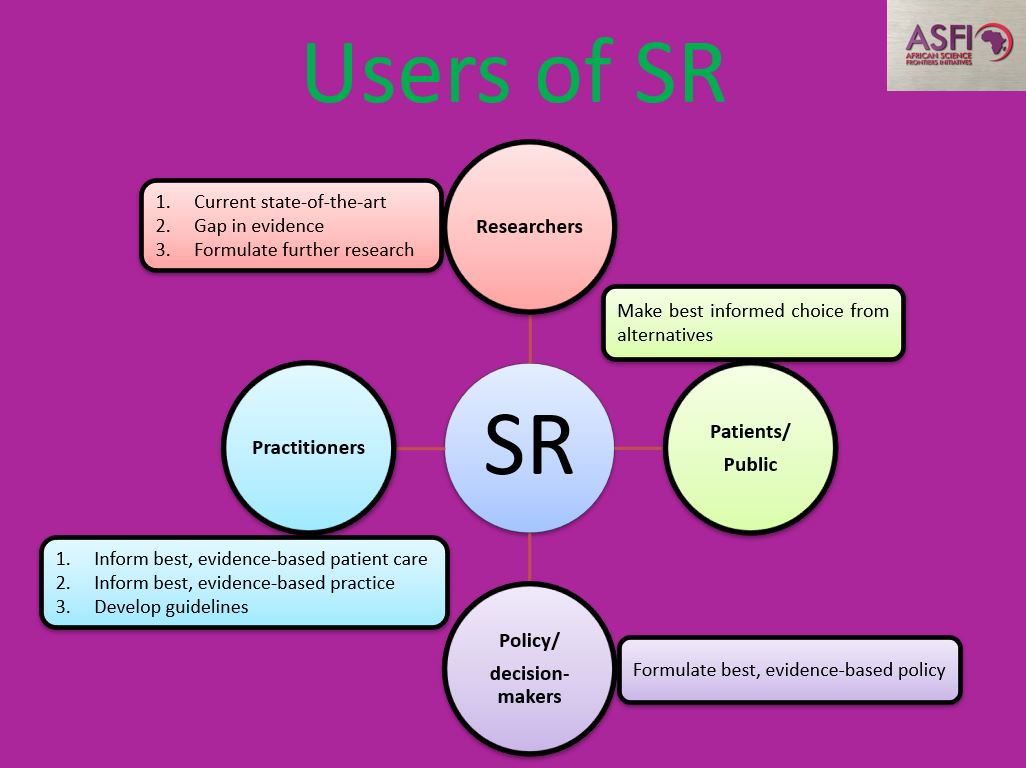 Users of SR
ASFI
AFRICAN SCIENCE
FRONTIERS INITIATIVES
1. Current state-of-the-art
2. Gap in evidence
3. Formulate further research
Researchers
Make best informed choice from
alternatives
Practitioners
SR
Patients/
Public
1. Inform best, evidence-based patient care
2. Inform best, evidence-based practice
3. Develop guidelines
Policy/
decision-
makers
Formulate best, evidence-based policy